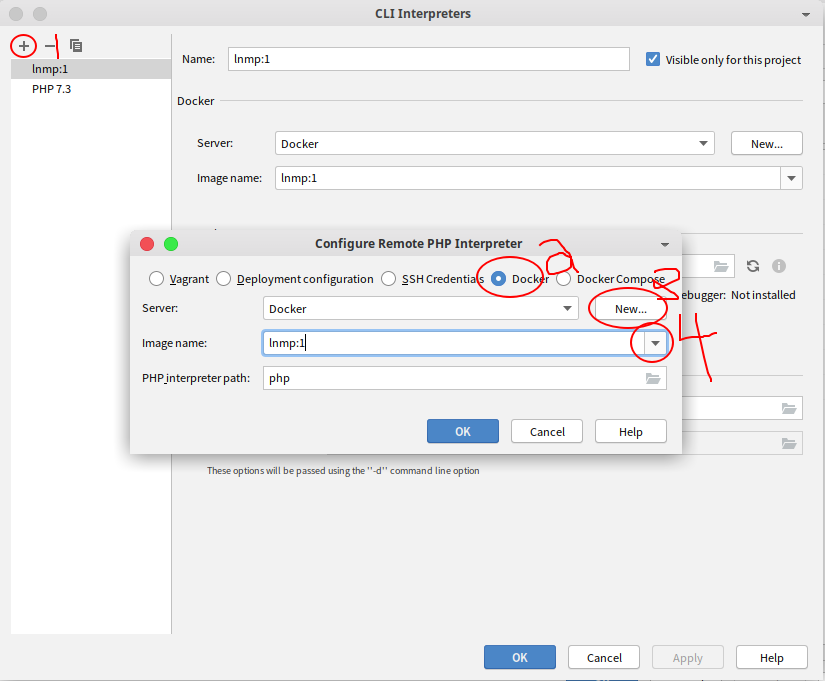 CLI Interpreters
1
lnmp:1
PHP 7.3
Name:
lnmp:1
Visible only for this project
Docker
Server:
Docker
New...
Image name:
lnmp:1
Configure Remote PHP Interpreter
2
Vagrant
Deployment configuration
SSH Credentials
Docker
Docker Compose
3
Server:
Docker
New...
Image name:
lnmp:1
4
PHP interpreter path:
php
OK
Cancel
Help
ebugger:
Not installed
These options will be passed using the ''-d'' command line option
OK
Cancel
Apply
Help